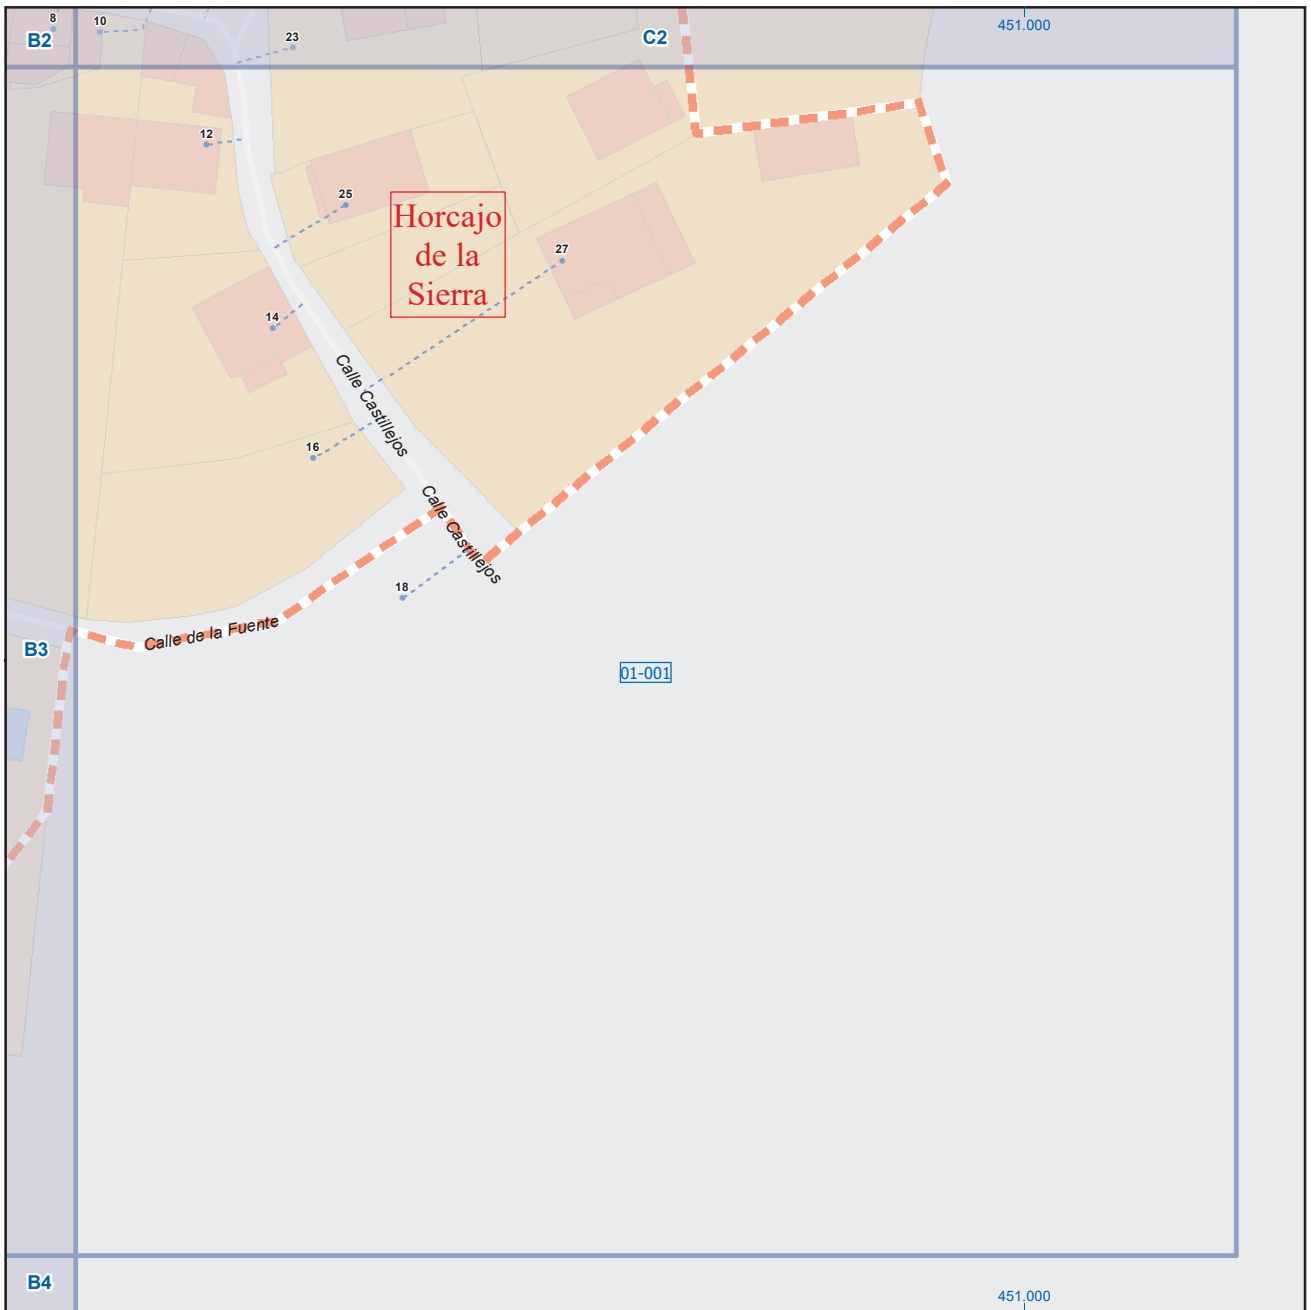 8
10
B2
23
C2
451.000
12
25
Horcajo
de la
Sierra
27
14
Calle Castillejos
16
Calle Castillejos
18
Calle de la Fuente
B3
01-001
B4
451.000